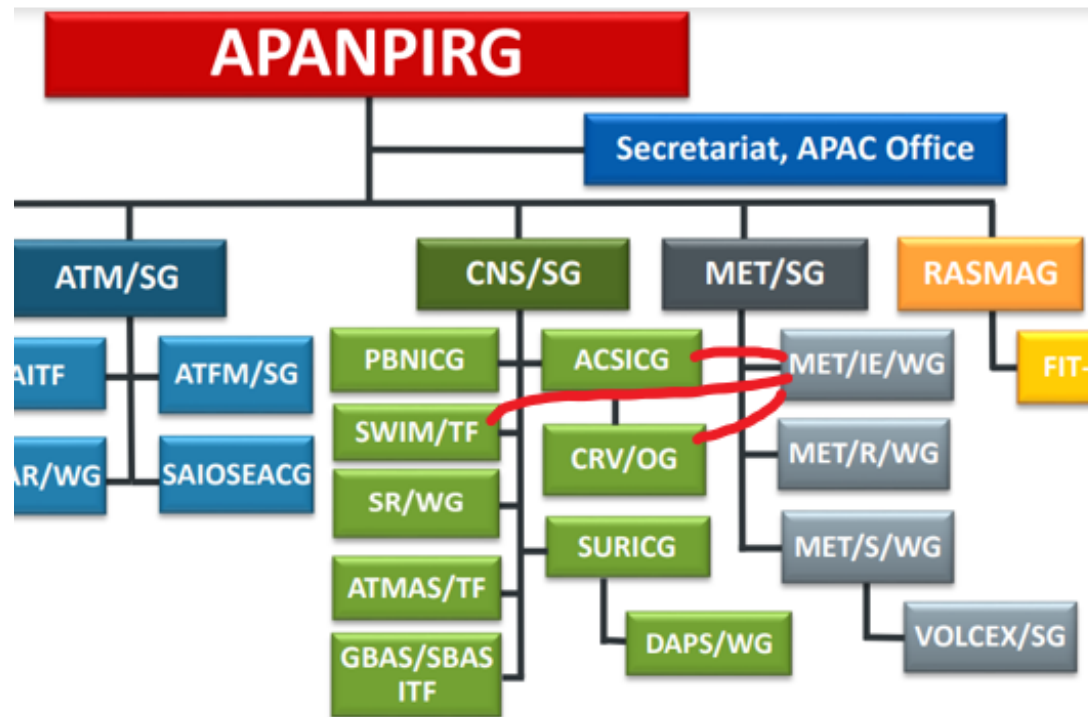 APANPIRG
Secretariat, APAC Office
ATM/SG
CNS/SG
MET/SG
RASMAG
AITF
ATFM/SG
PBNICG
ACSICG
MET/IE/WG
FIT-
AR/WG
SAIOSEACG
SWIM/TF
CRV/OG
MET/R/WG
SR/WG
SURICG
MET/S/WG
ATMAS/TF
DAPS/WG
VOLCEX/SG
GBAS/SBAS
ITF